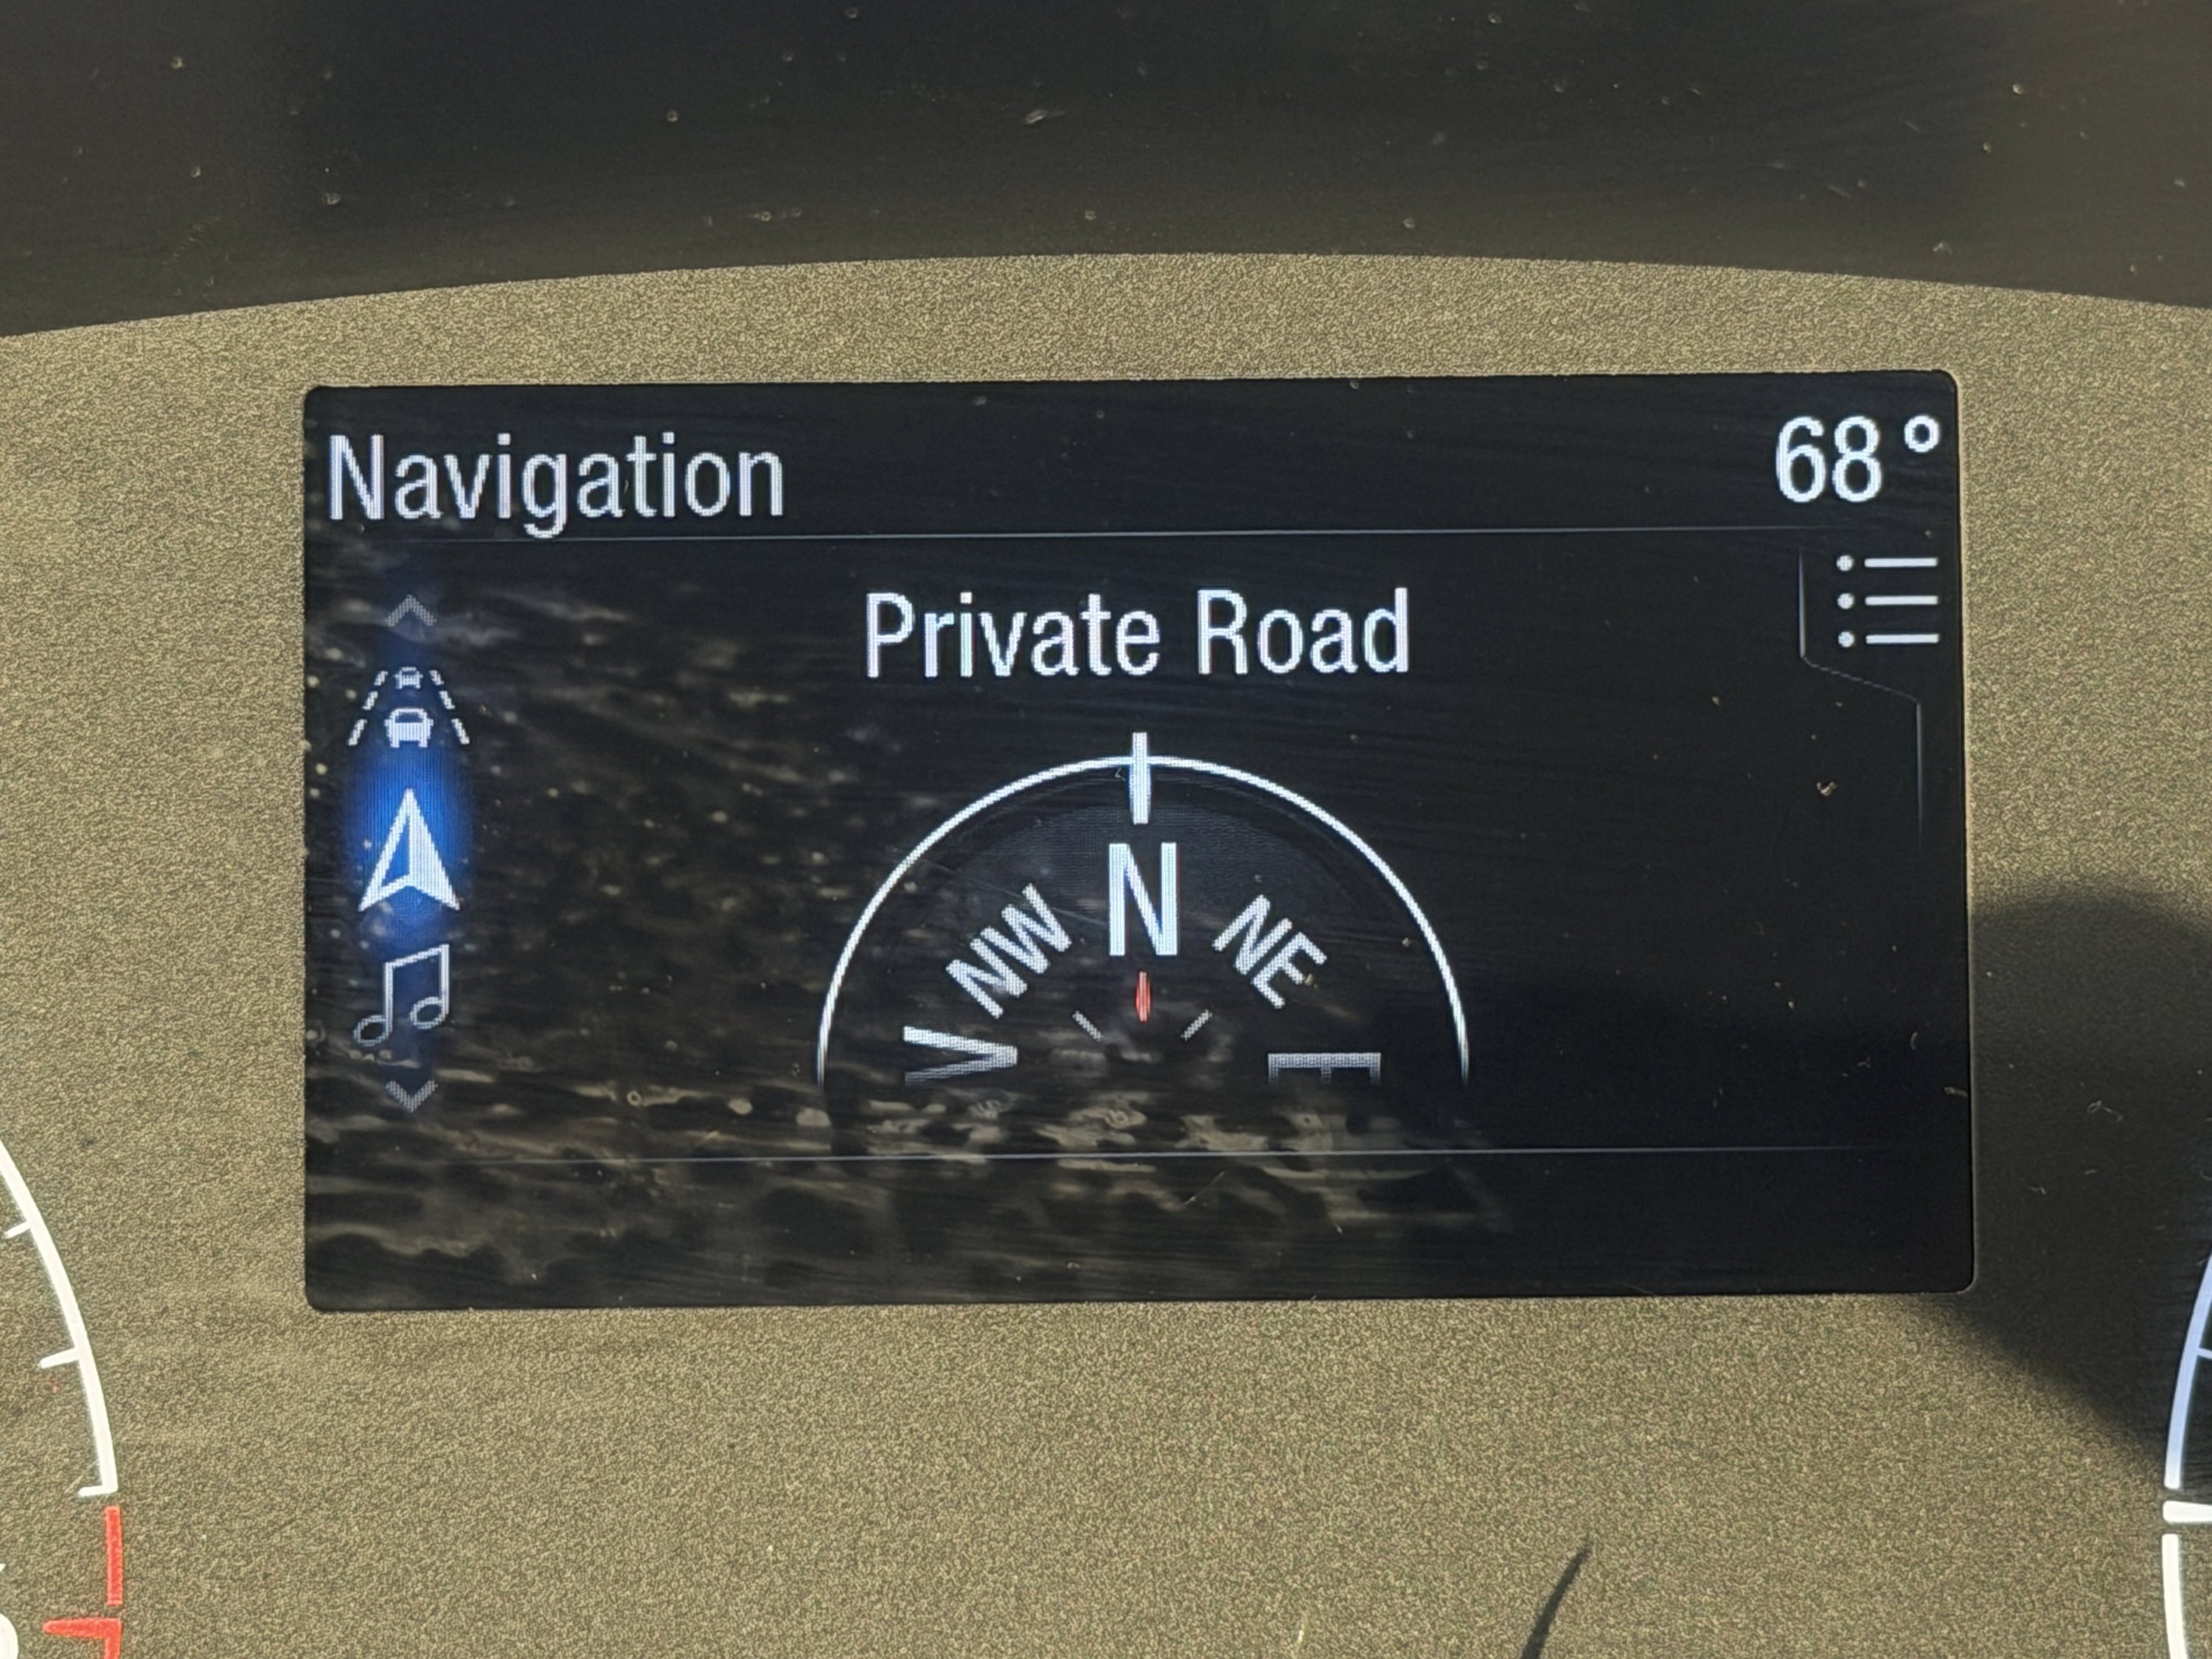 Navigation
68°
Private Road
N
NW
NE
E